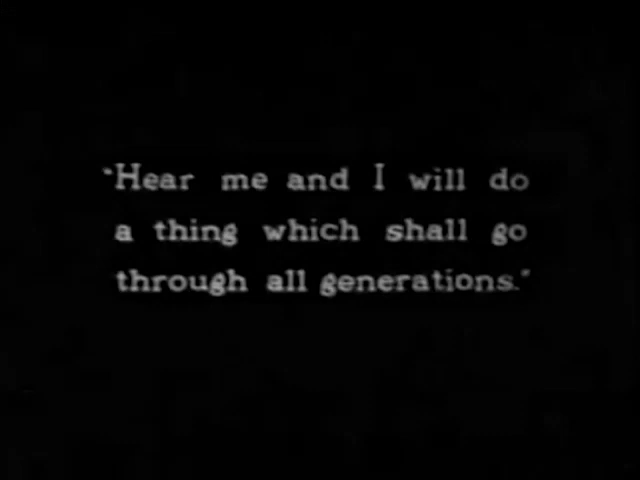 "Hear me and I will do
a thing which shall go
through all generations."